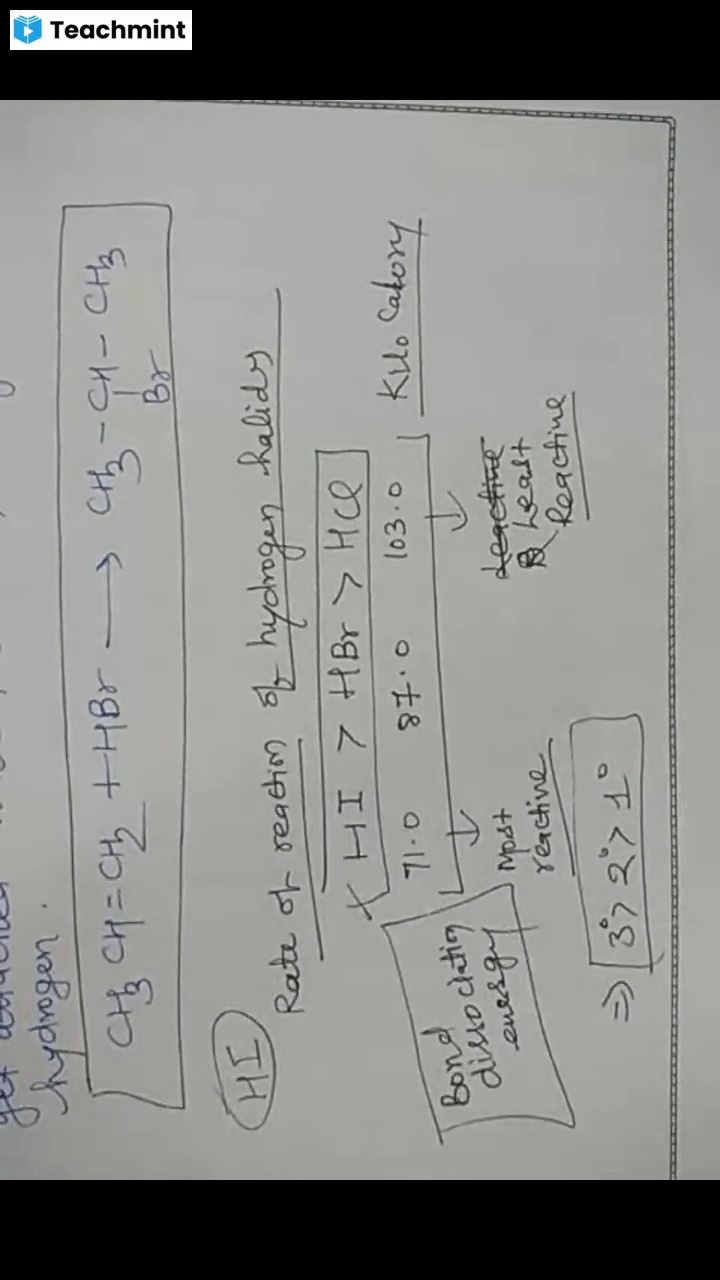 Teachmint
hydrogen.
CH3 CH=CH2 + HBr ⟶ CH3 - CH - CH3
Br
HI
Rate of reaction of hydrogen halids
HI > HBr > HCl
71.0 87.0 103.0 Kilo Calory
Bond
dissociation
energy
Most
reactive
Least
Reactive
⇒ 3° > 2° > 1°